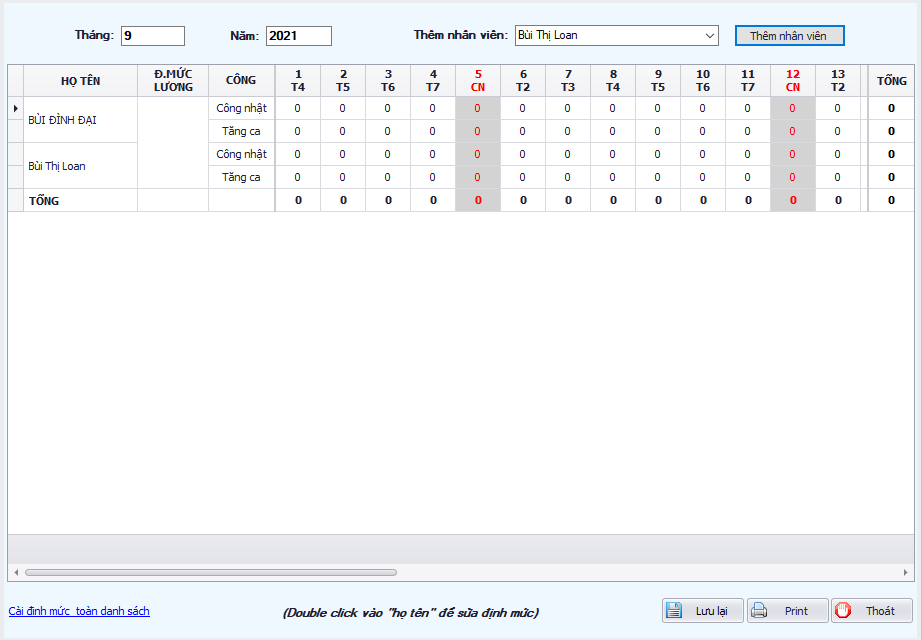 Tháng: 9 Năm: 2021 Thêm nhân viên: Bùi Thị Loan Thêm nhân viên
HỌ TÊN Đ.MỨC LƯƠNG CÔNG 1 T4 2 T5 3 T6 4 T7 5 CN 6 T2 7 T3 8 T4 9 T5 10 T6 11 T7 12 CN 13 T2 TỔNG
BÙI ĐÌNH ĐẠI Công nhật 0 0 0 0 0 0 0 0 0 0 0 0 0 0
Tăng ca 0 0 0 0 0 0 0 0 0 0 0 0 0 0
Bùi Thị Loan Công nhật 0 0 0 0 0 0 0 0 0 0 0 0 0 0
Tăng ca 0 0 0 0 0 0 0 0 0 0 0 0 0 0
TỔNG 0 0 0 0 0 0 0 0 0 0 0 0 0 0
Cài định mức toàn danh sách (Double click vào "họ tên" để sửa định mức) Lưu lại Print Thoát